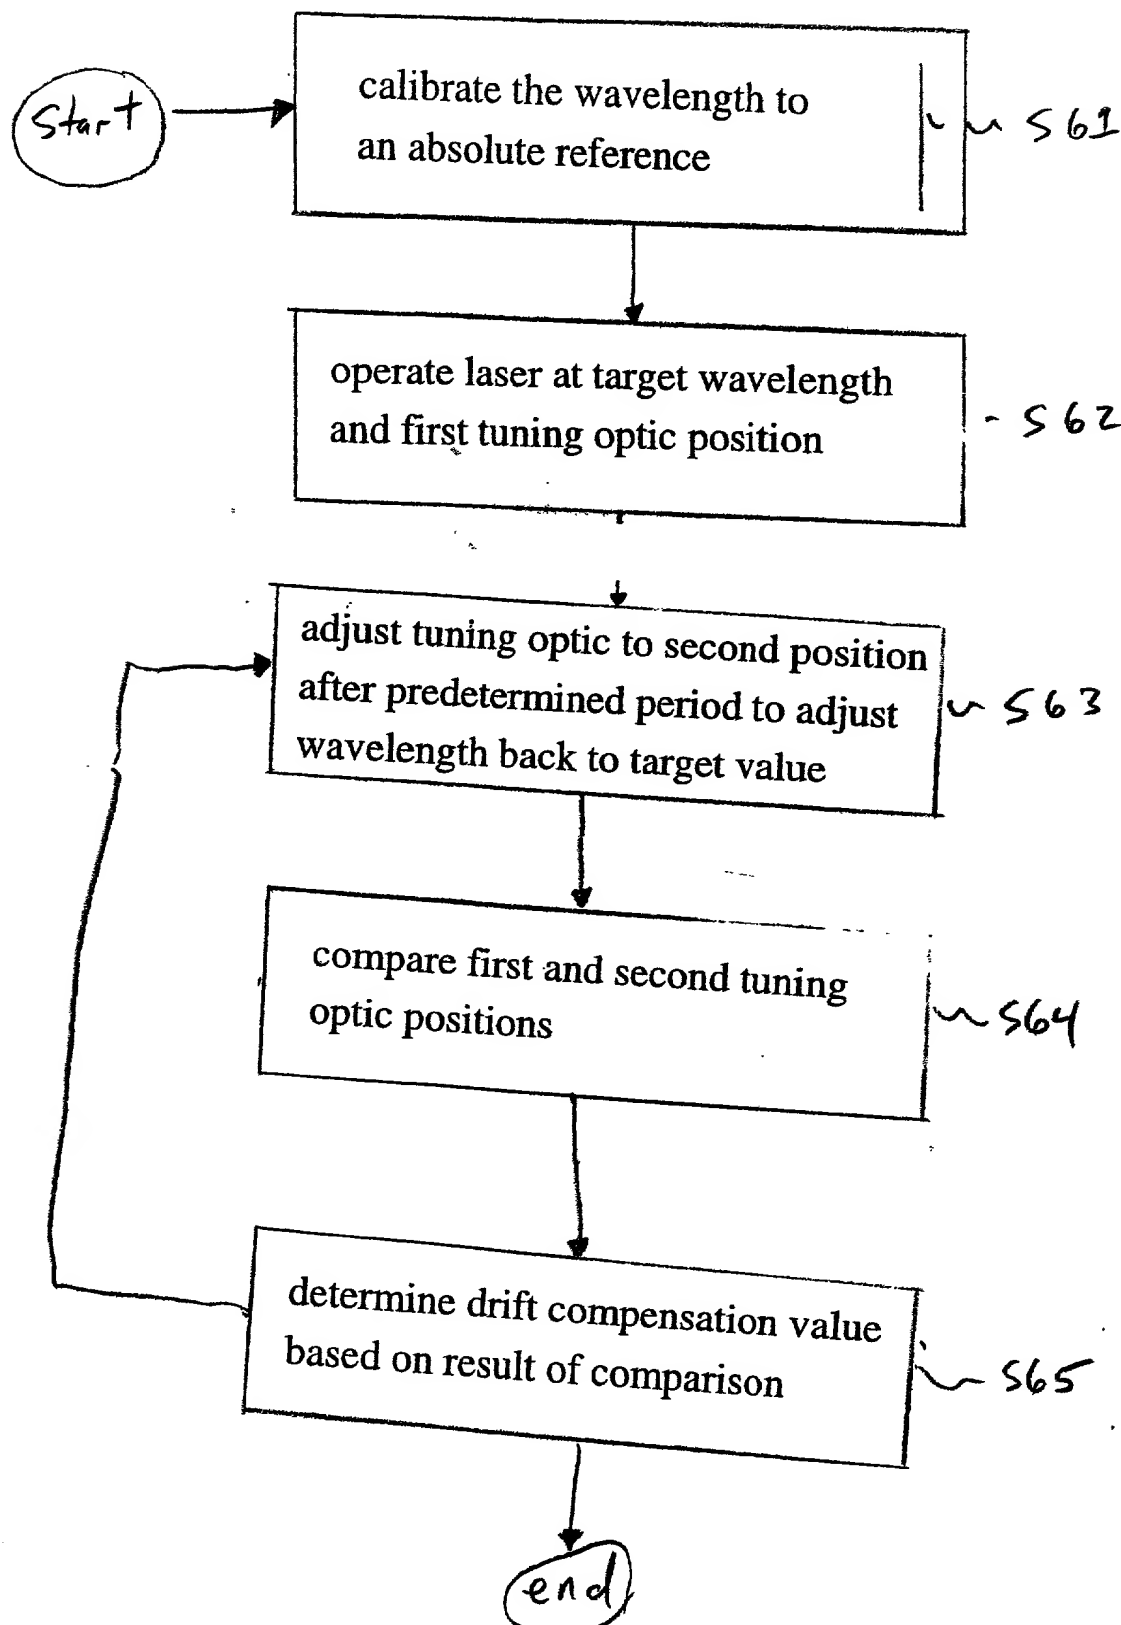 start
calibrate the wavelength to
an absolute reference
S61
operate laser at target wavelength
and first tuning optic position
S62
adjust tuning optic to second position
after predetermined period to adjust
wavelength back to target value
S63
compare first and second tuning
optic positions
S64
determine drift compensation value
based on result of comparison
S65
end